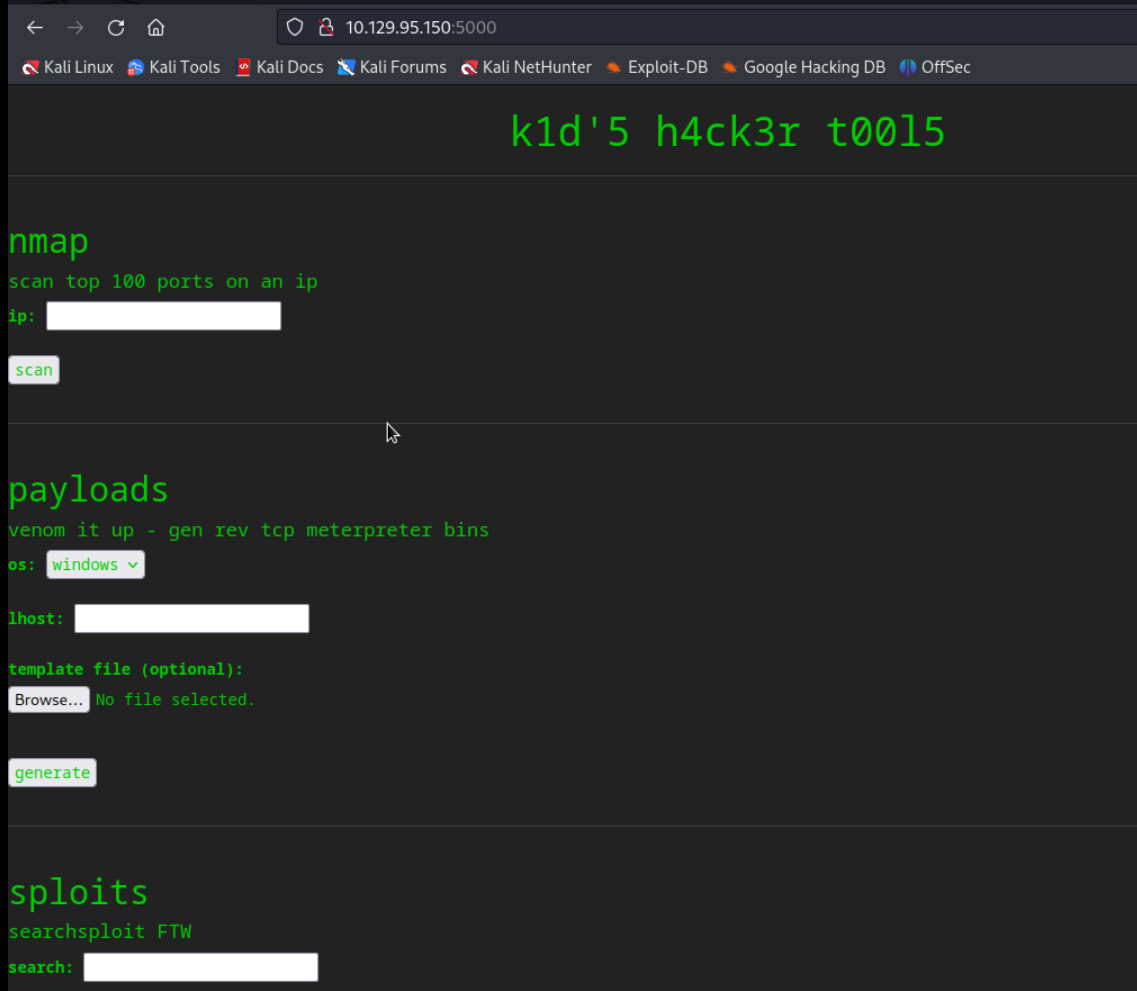 10.129.95.150:5000
Kali Linux Kali Tools Kali Docs Kali Forums Kali NetHunter Exploit-DB Google Hacking DB OffSec
k1d'5 h4ck3r t00l5
nmap
scan top 100 ports on an ip
ip:
scan
payloads
venom it up - gen rev tcp meterpreter bins
os: windows
lhost:
template file (optional):
Browse... No file selected.
generate
sploits
searchsploit FTW
search: